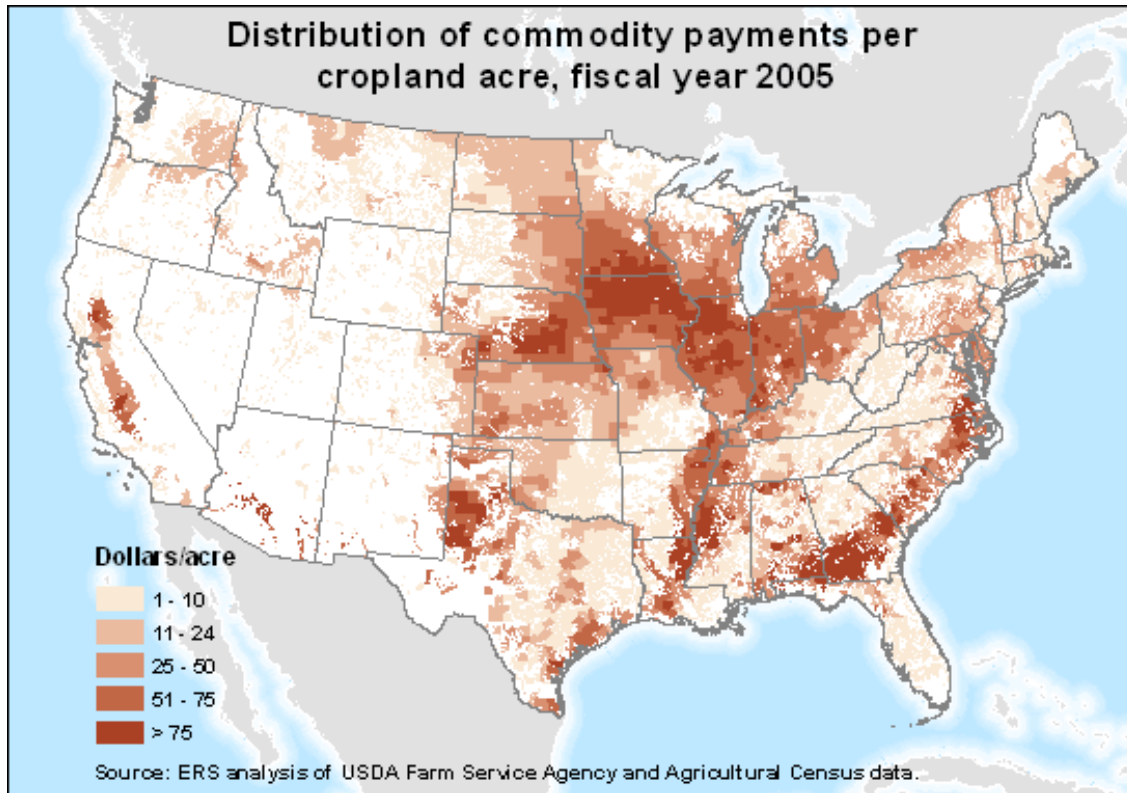 Distribution of commodity payments per
cropland acre, fiscal year 2005
Dollars/acre
1 - 10
11 - 24
25 - 50
51 - 75
> 75
Source: ERS analysis of USDA Farm Service Agency and Agricultural Census data.